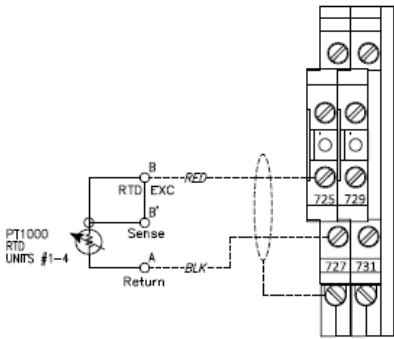 B
RTD EXC
RED
725 729
B'
Sense
PT1000
RTD
UNITS #1-4
A
BLK
Return
727 731